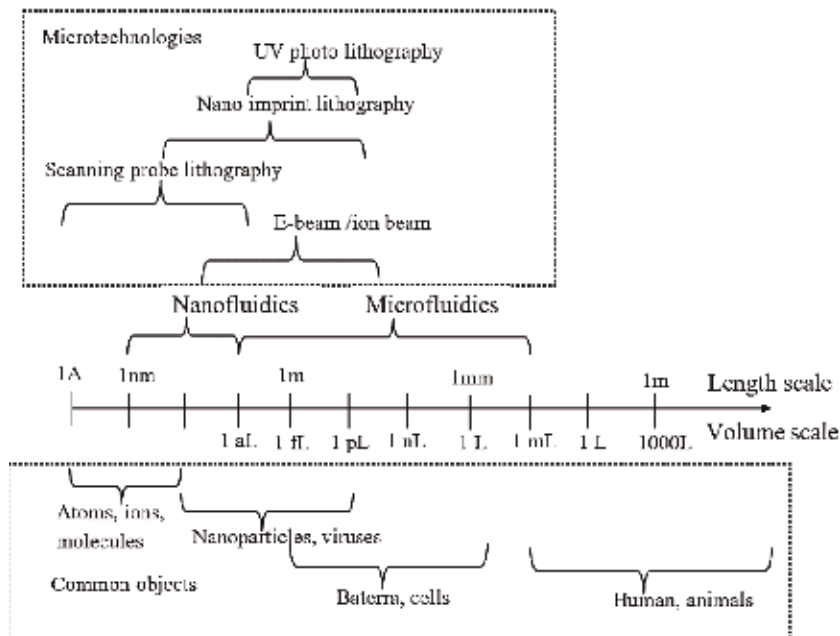 Microtechnologies
UV photo lithography
Nano imprint lithography
Scanning probe lithography
E-beam /ion beam
Nanofluidics Microfluidics
1A 1nm 1m 1mm 1m Length scale
1 aL 1 fL 1 pL 1 nL 1 L 1 mL 1 L 1000L Volume scale
Atoms, ions,
molecules
Nanoparticles, viruses
Common objects
Baterra, cells
Human, animals